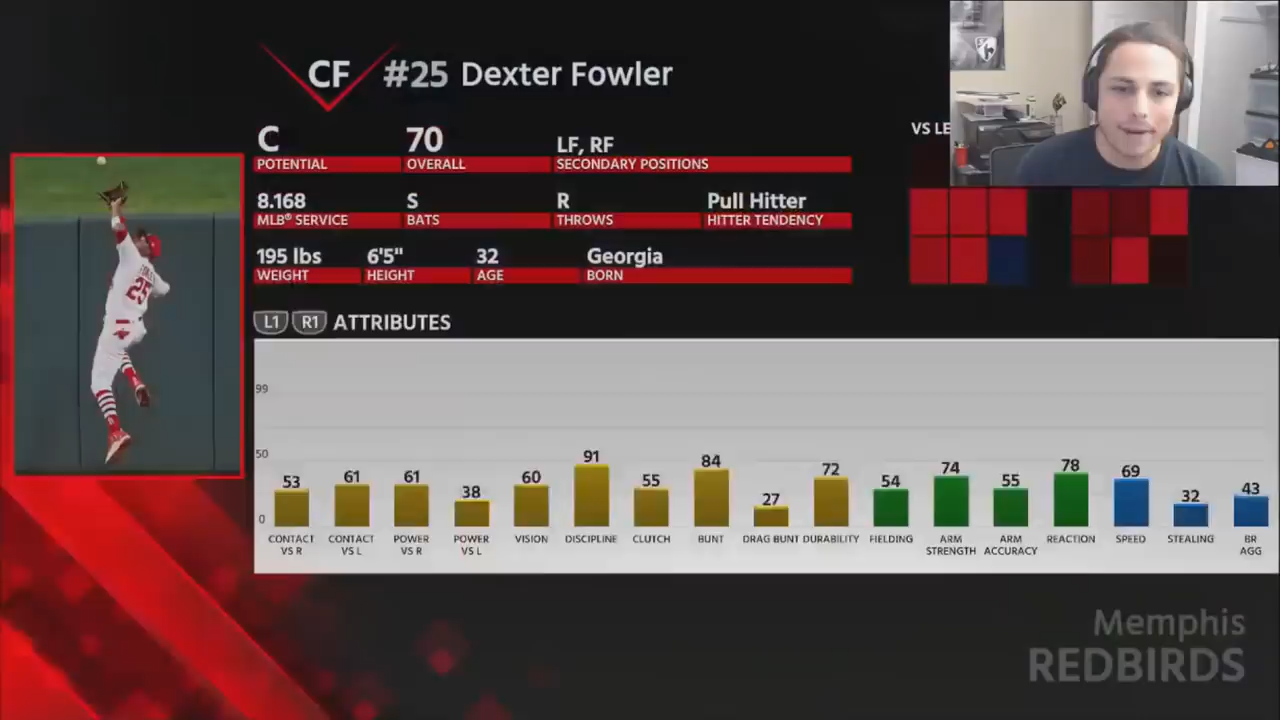 CF #25 Dexter Fowler
C 70 LF, RF
POTENTIAL OVERALL SECONDARY POSITIONS
VS LE
8.168 S R Pull Hitter
MLB® SERVICE BATS THROWS HITTER TENDENCY
195 lbs 6'5" 32 Georgia
WEIGHT HEIGHT AGE BORN
L1 R1 ATTRIBUTES
99
50
0
53 61 61 38 60 91 55 84 27 72 54 74 55 78 69 32 43
CONTACT VS R CONTACT VS L POWER VS R POWER VS L VISION DISCIPLINE CLUTCH BUNT DRAG BUNT DURABILITY FIELDING ARM STRENGTH ARM ACCURACY REACTION SPEED STEALING BR AGG
25
Memphis
REDBIRDS